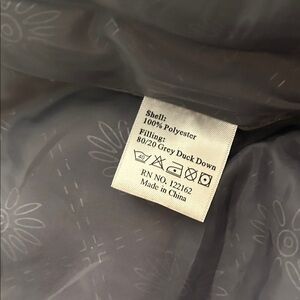 Shell:
100% Polyester
Filling:
80/20 Grey Duck Down
RN NO. 122162
Made in China